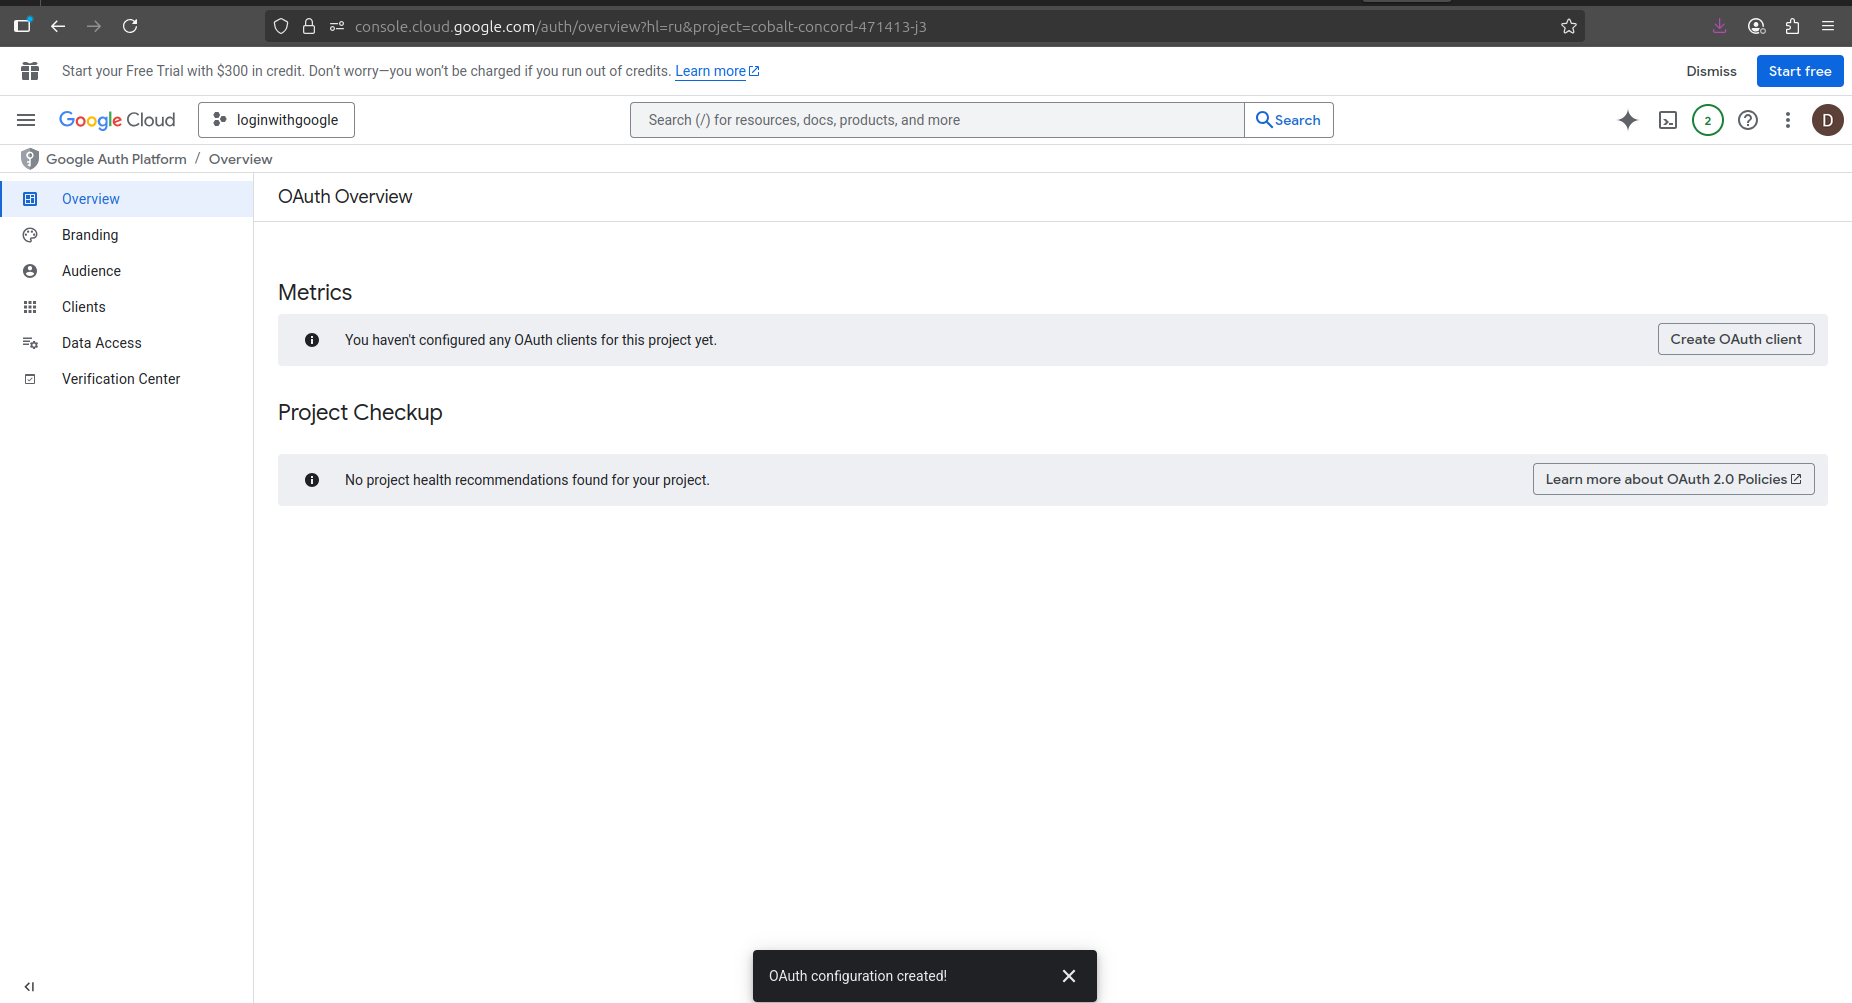 console.cloud.google.com/auth/overview?hl=ru&project=cobalt-concord-471413-j3
Start your Free Trial with $300 in credit. Don’t worry—you won’t be charged if you run out of credits. Learn more
Dismiss
Start free
Google Cloud
loginwithgoogle
Search (/) for resources, docs, products, and more
Search
2
D
Google Auth Platform / Overview
Overview
Branding
Audience
Clients
Data Access
Verification Center
OAuth Overview
Metrics
You haven't configured any OAuth clients for this project yet.
Create OAuth client
Project Checkup
No project health recommendations found for your project.
Learn more about OAuth 2.0 Policies
OAuth configuration created!